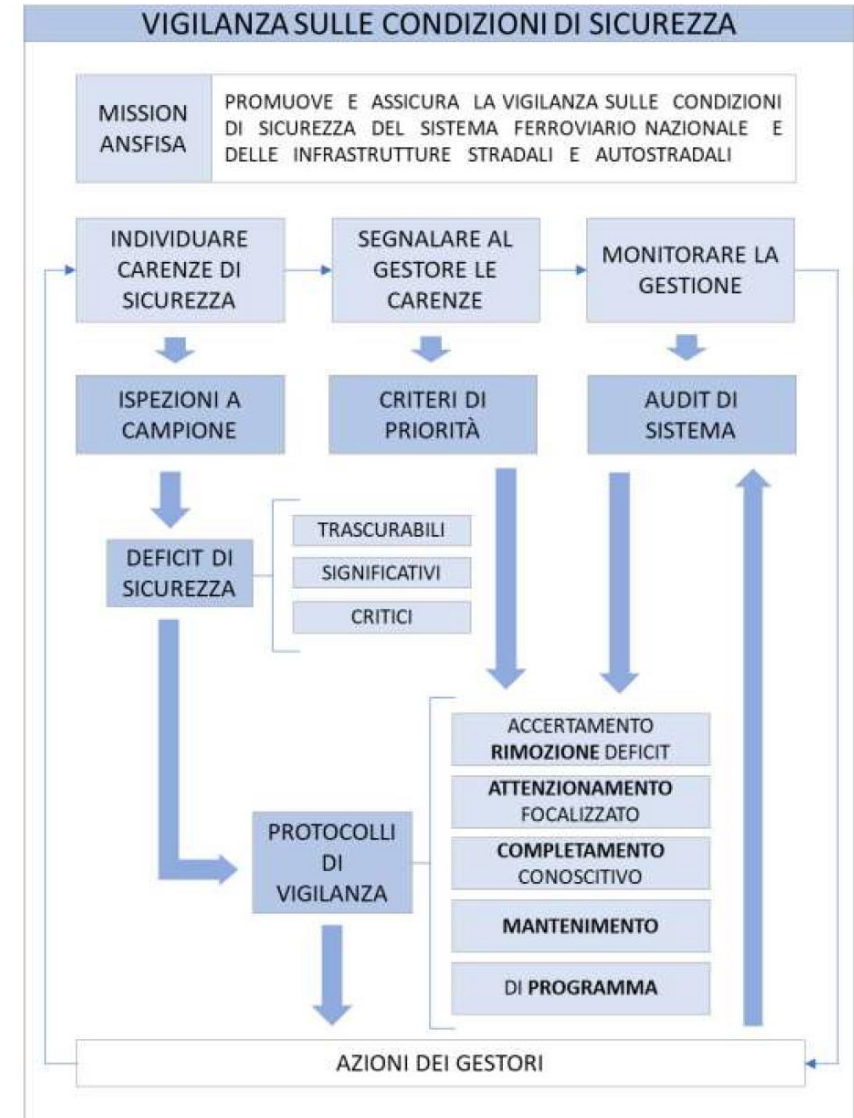 VIGILANZA SULLE CONDIZIONI DI SICUREZZA
MISSION
ANSFISA
PROMUOVE E ASSICURA LA VIGILANZA SULLE CONDIZIONI
DI SICUREZZA DEL SISTEMA FERROVIARIO NAZIONALE E
DELLE INFRASTRUTTURE STRADALI E AUTOSTRADALI
INDIVIDUARE
CARENZE DI
SICUREZZA
SEGNALARE AL
GESTORE LE
CARENZE
MONITORARE LA
GESTIONE
ISPEZIONI A
CAMPIONE
CRITERI DI
PRIORITÀ
AUDIT DI
SISTEMA
DEFICIT DI
SICUREZZA
TRASCURABILI
SIGNIFICATIVI
CRITICI
PROTOCOLLI
DI
VIGILANZA
ACCERTAMENTO
RIMOZIONE DEFICIT
ATTENZIONAMENTO
FOCALIZZATO
COMPLETAMENTO
CONOSCITIVO
MANTENIMENTO
DI PROGRAMMA
AZIONI DEI GESTORI